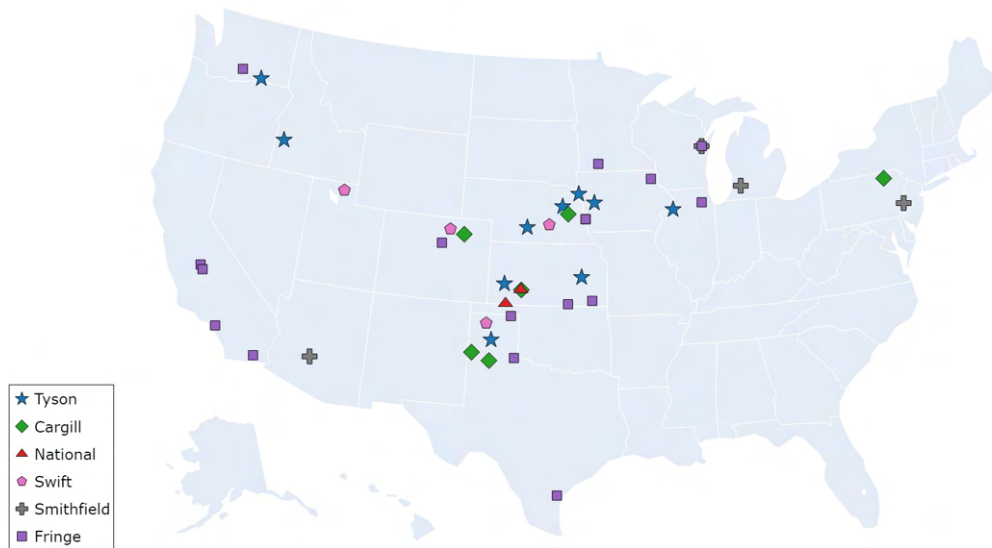 Tyson
Cargill
National
Swift
Smithfield
Fringe